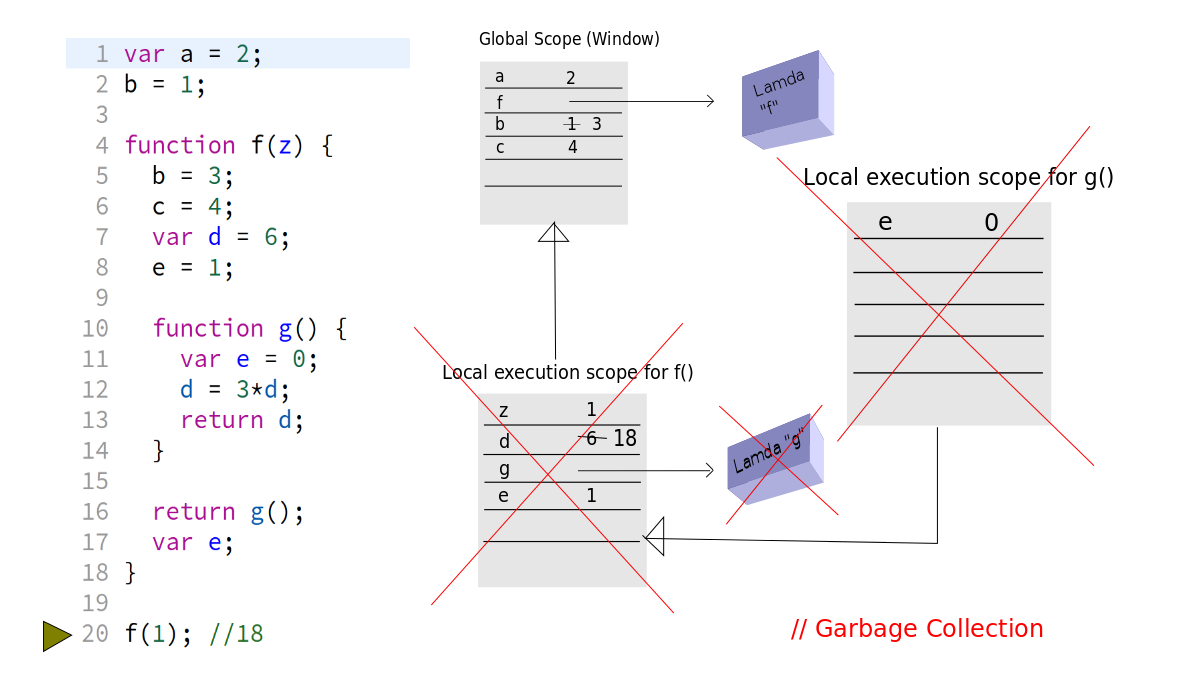 1 var a = 2;
2 b = 1;
3
4 function f(z) {
5   b = 3;
6   c = 4;
7   var d = 6;
8   e = 1;
9
10   function g() {
11     var e = 0;
12     d = 3*d;
13     return d;
14   }
15
16   return g();
17   var e;
18 }
19
20 f(1); //18
Global Scope (Window)
a 2
f
b 1 3
c 4
Lamda
"f"
Local execution scope for g()
e 0
Local execution scope for f()
z 1
d 6 18
g
e 1
Lamda "g"
// Garbage Collection